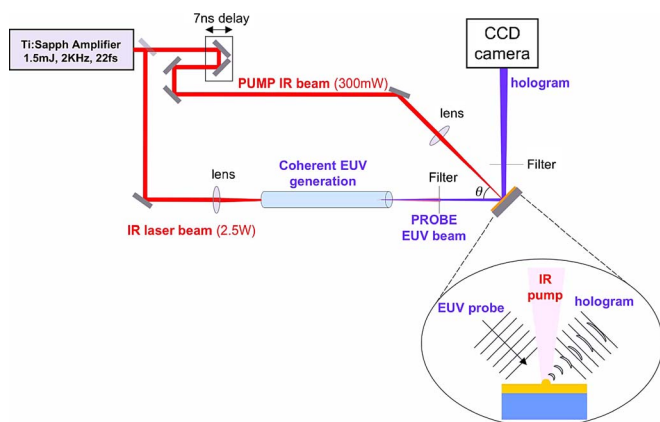 7ns delay
Ti:Sapph Amplifier
1.5mJ, 2KHz, 22fs
CCD
camera
PUMP IR beam (300mW)
hologram
lens
Coherent EUV
generation
lens
Filter
Filter
θ
PROBE
EUV beam
IR laser beam (2.5W)
IR
pump
hologram
EUV probe